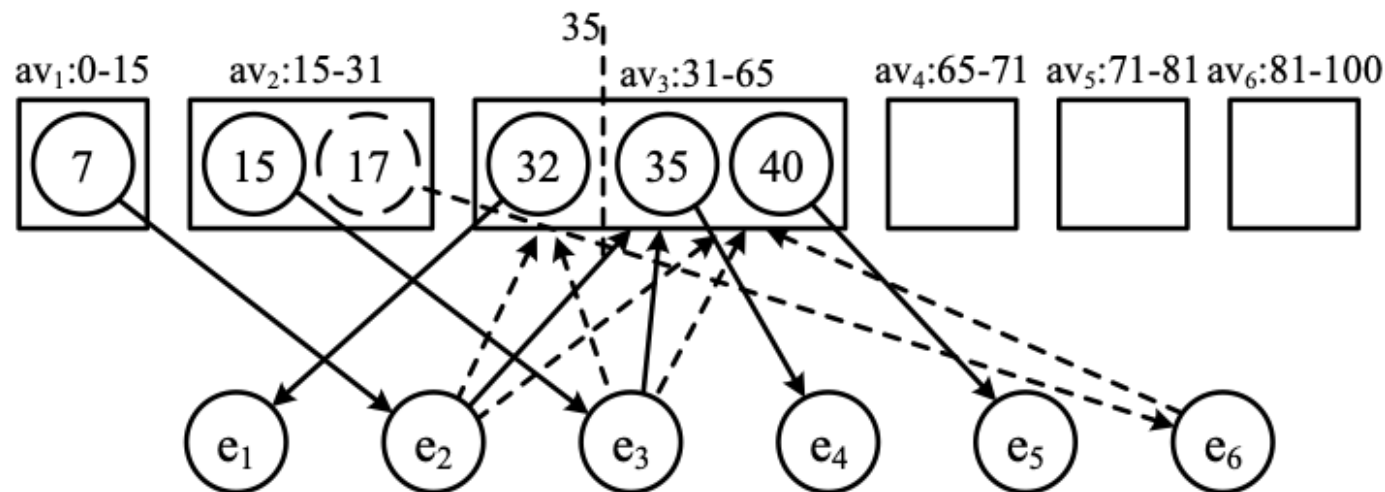 35
av₁:0-15 av₂:15-31 av₃:31-65 av₄:65-71 av₅:71-81 av₆:81-100
7 15 17 32 35 40
e₁ e₂ e₃ e₄ e₅ e₆